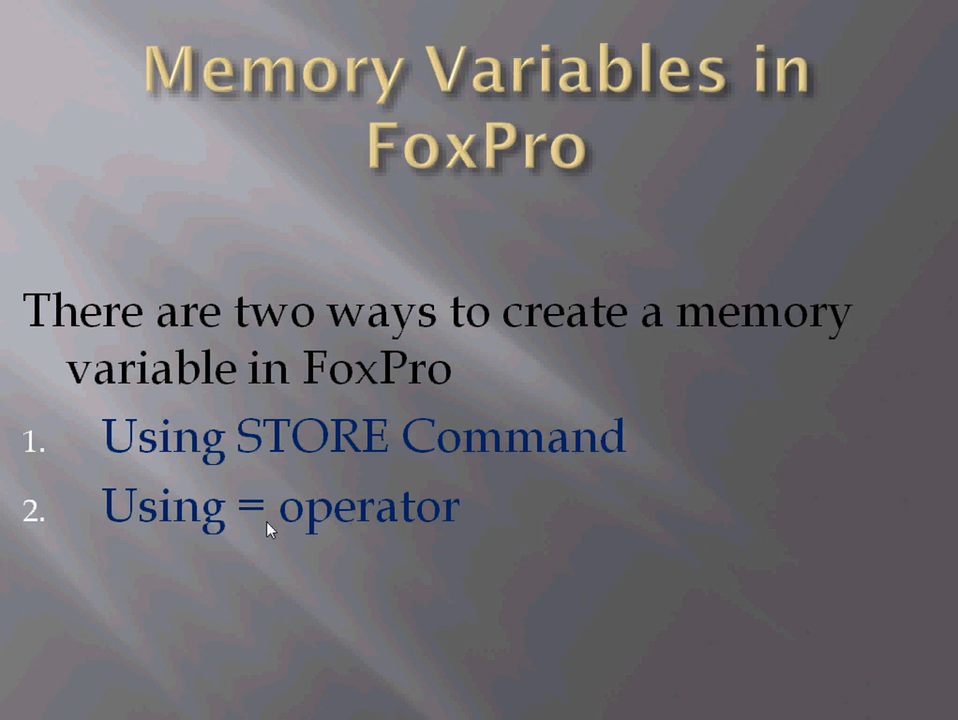 Memory Variables in
FoxPro
There are two ways to create a memory
variable in FoxPro
1. Using STORE Command
2. Using = operator